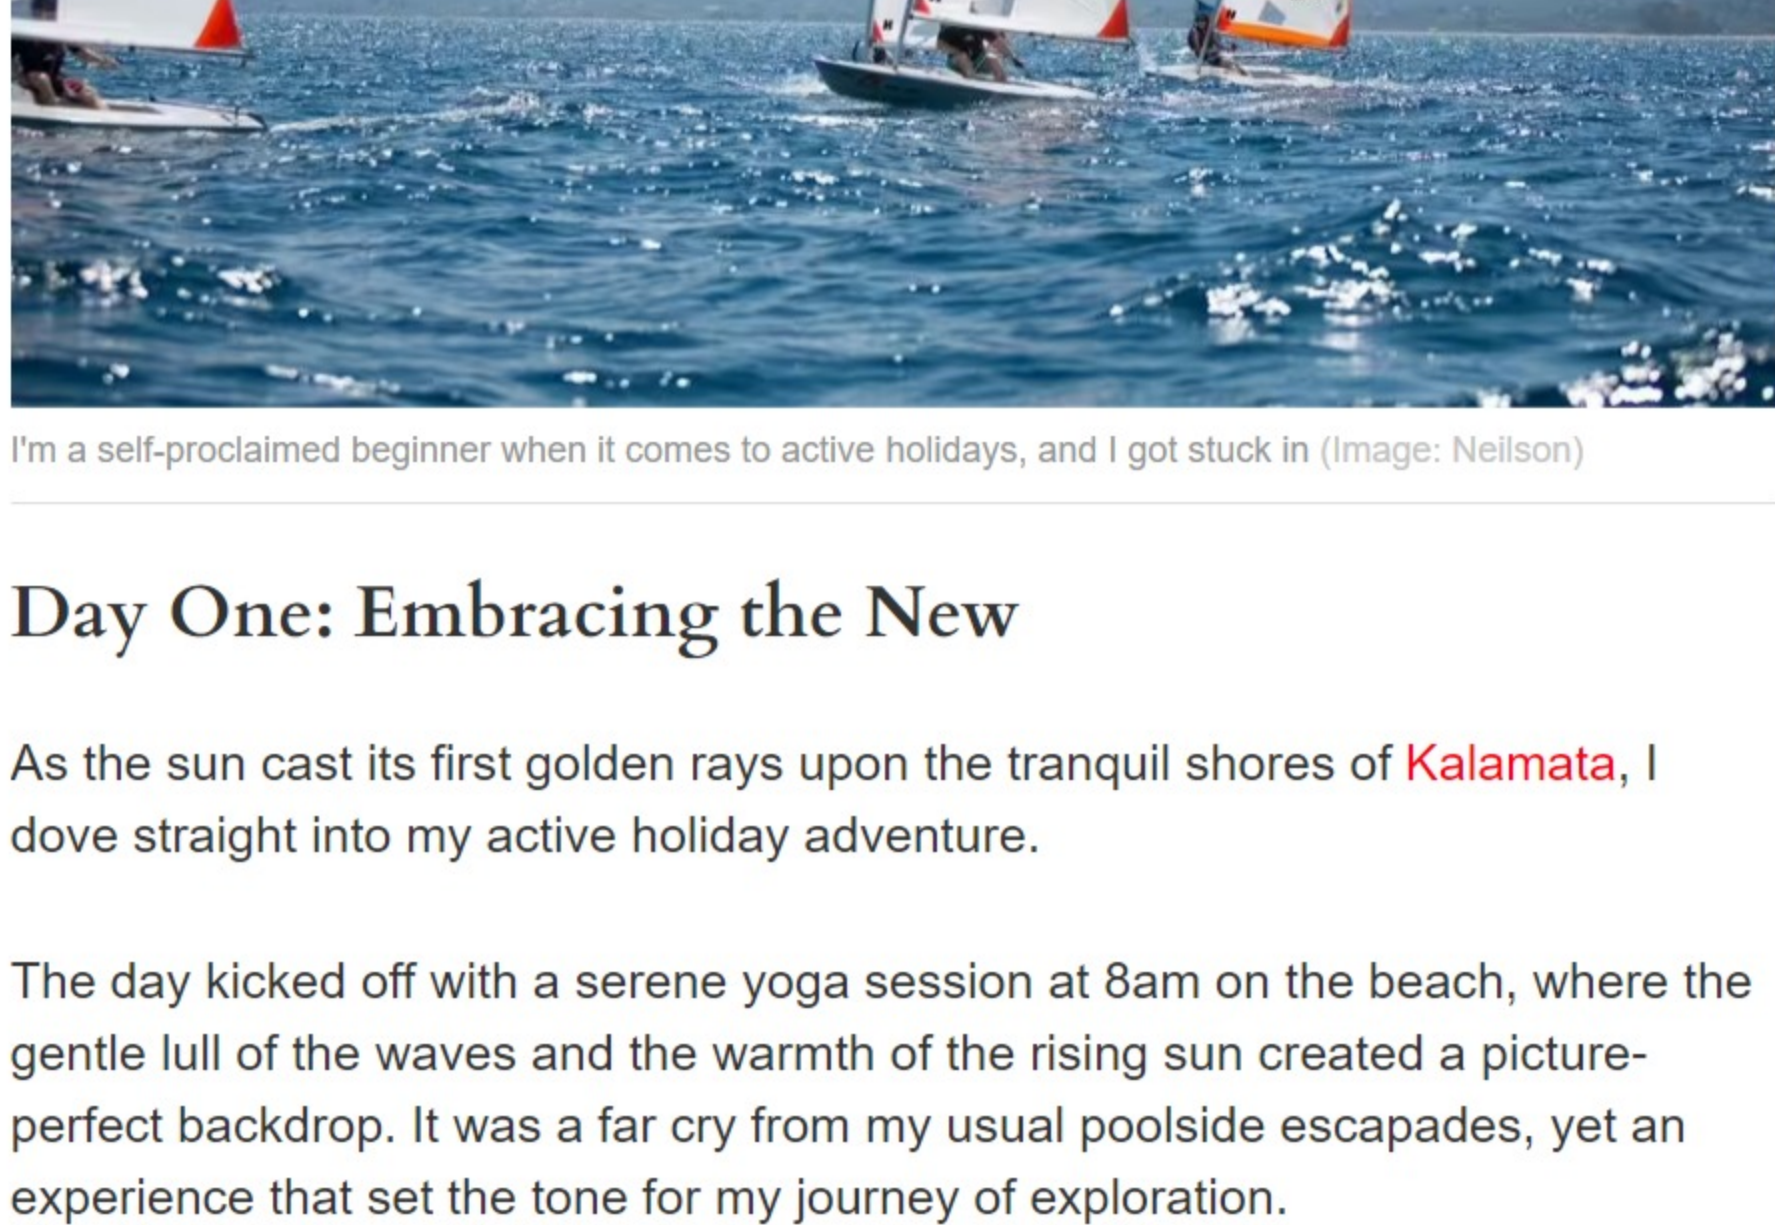 I'm a self-proclaimed beginner when it comes to active holidays, and I got stuck in (Image: Neilson)
Day One: Embracing the New
As the sun cast its first golden rays upon the tranquil shores of Kalamata, I
dove straight into my active holiday adventure.
The day kicked off with a serene yoga session at 8am on the beach, where the
gentle lull of the waves and the warmth of the rising sun created a picture-
perfect backdrop. It was a far cry from my usual poolside escapades, yet an
experience that set the tone for my journey of exploration.